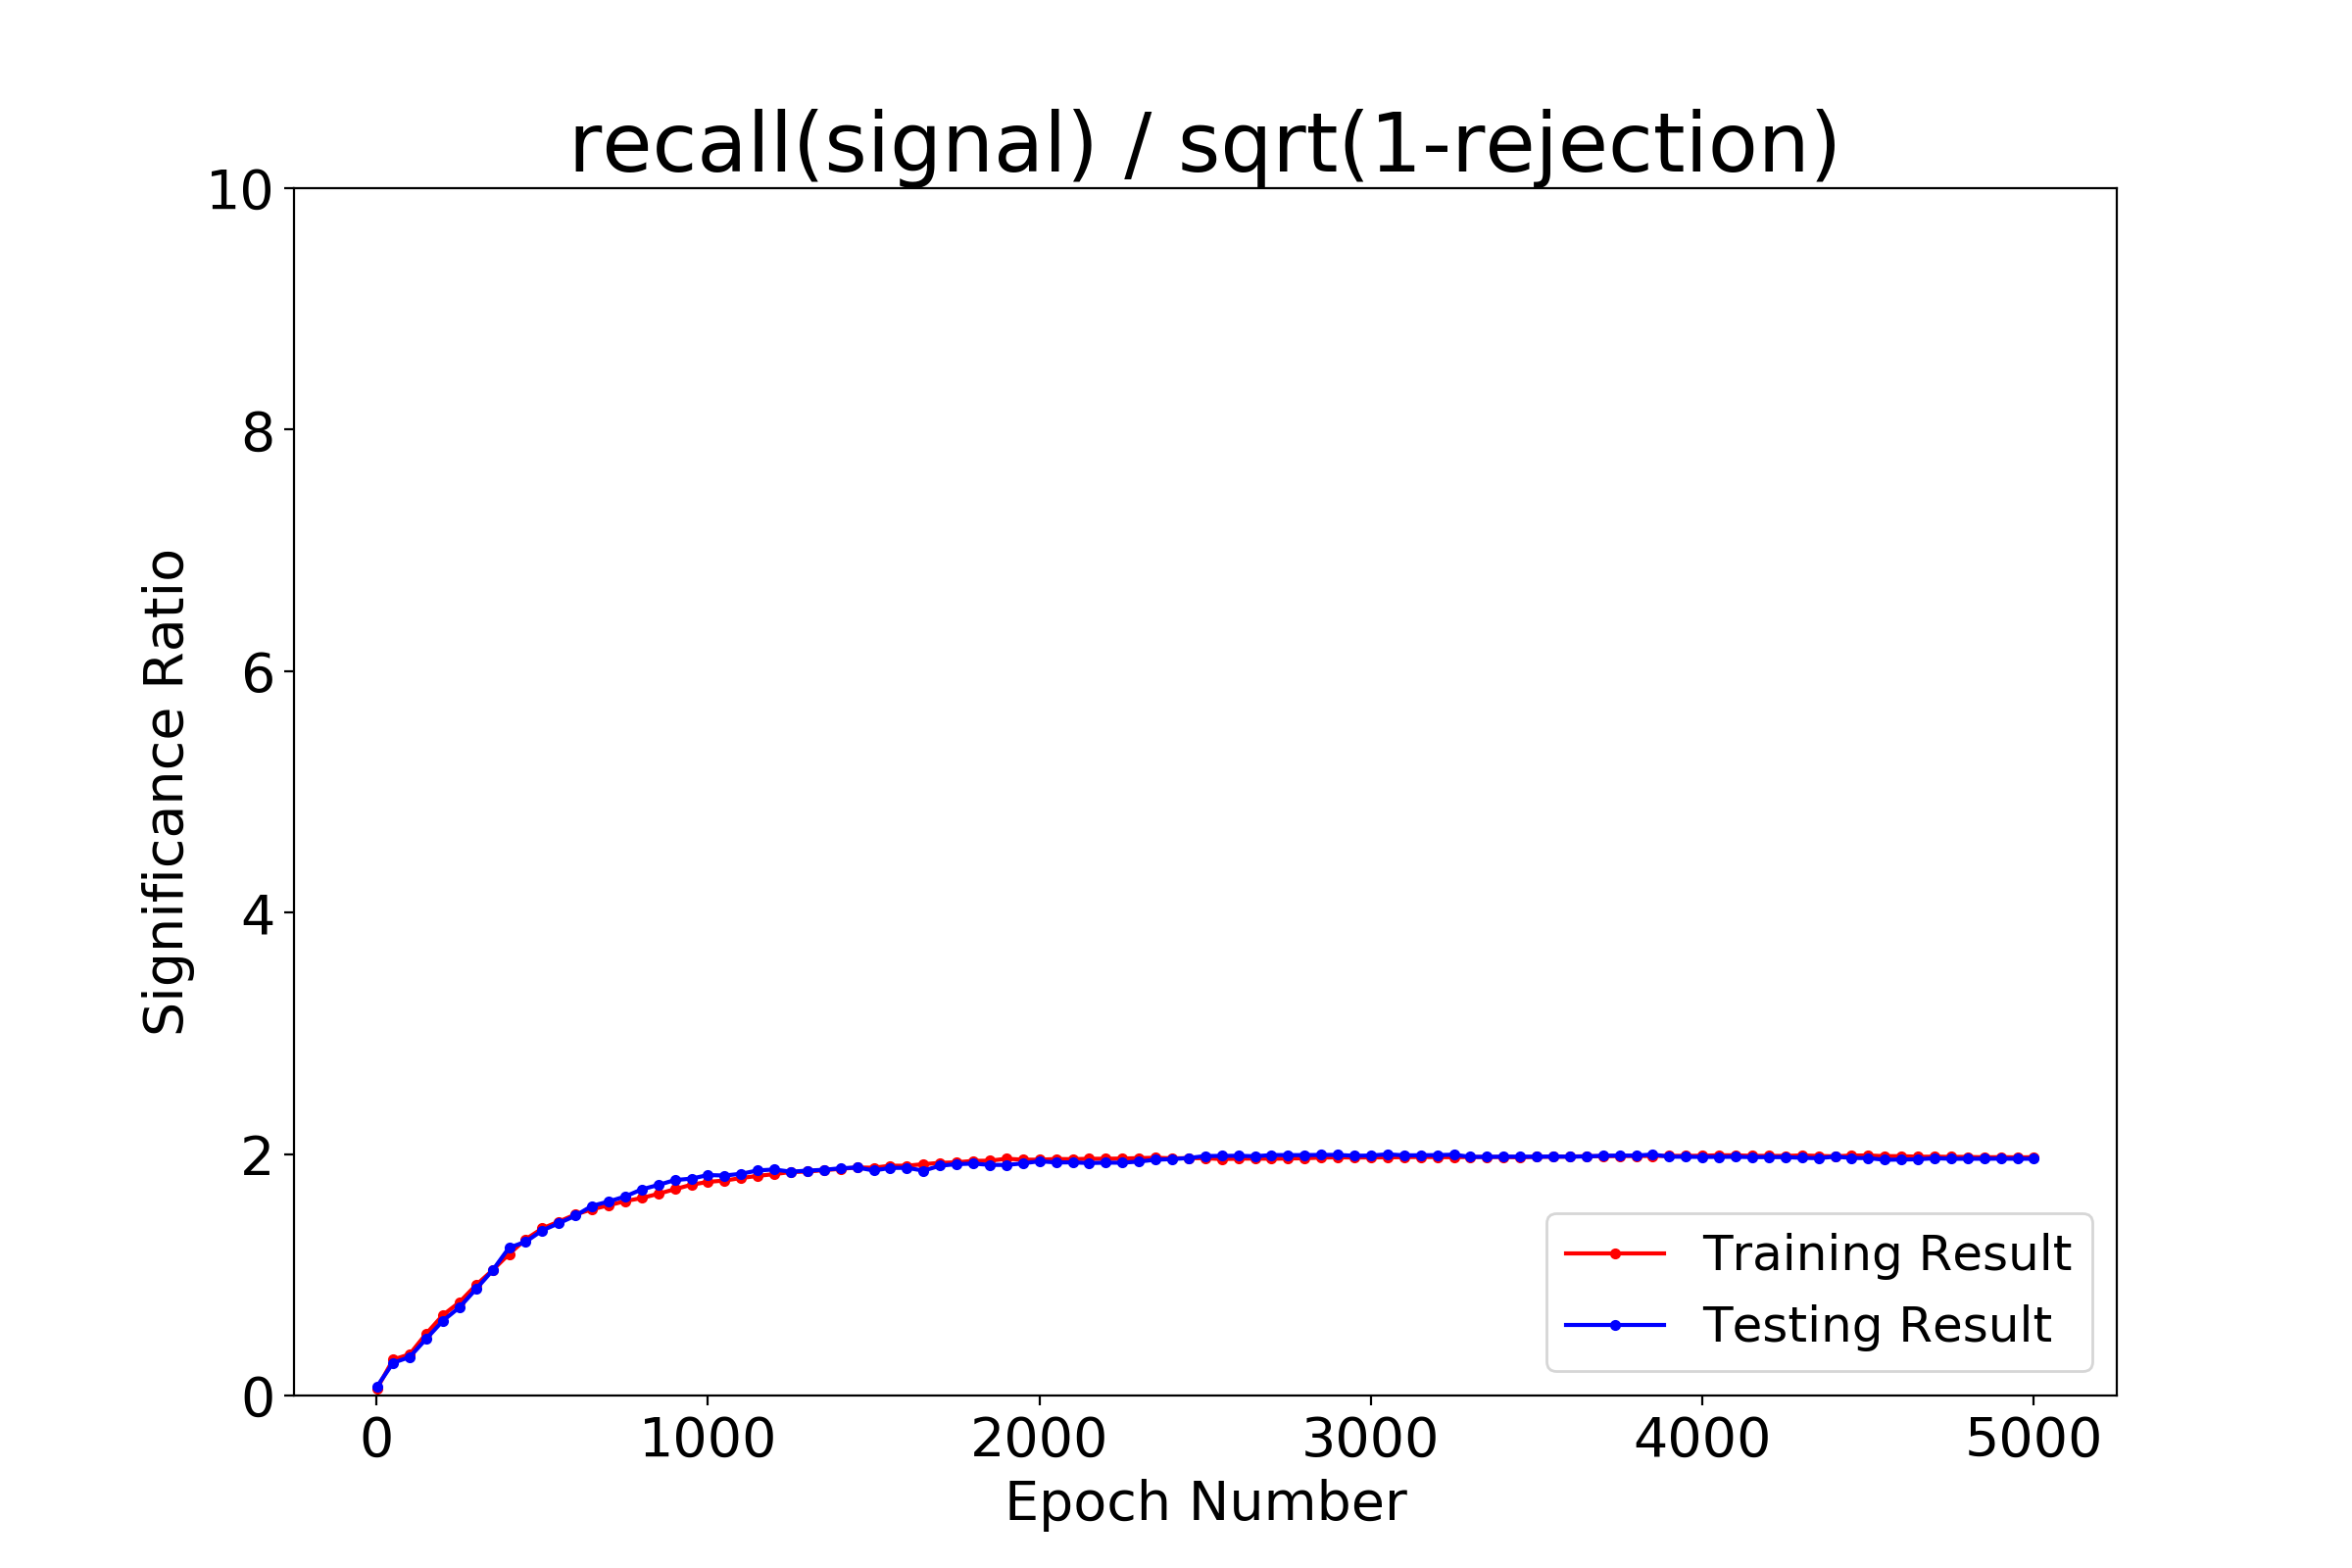 recall(signal) / sqrt(1-rejection)
10
8
6
4
2
0
Significance Ratio
0 1000 2000 3000 4000 5000
Epoch Number
Training Result
Testing Result